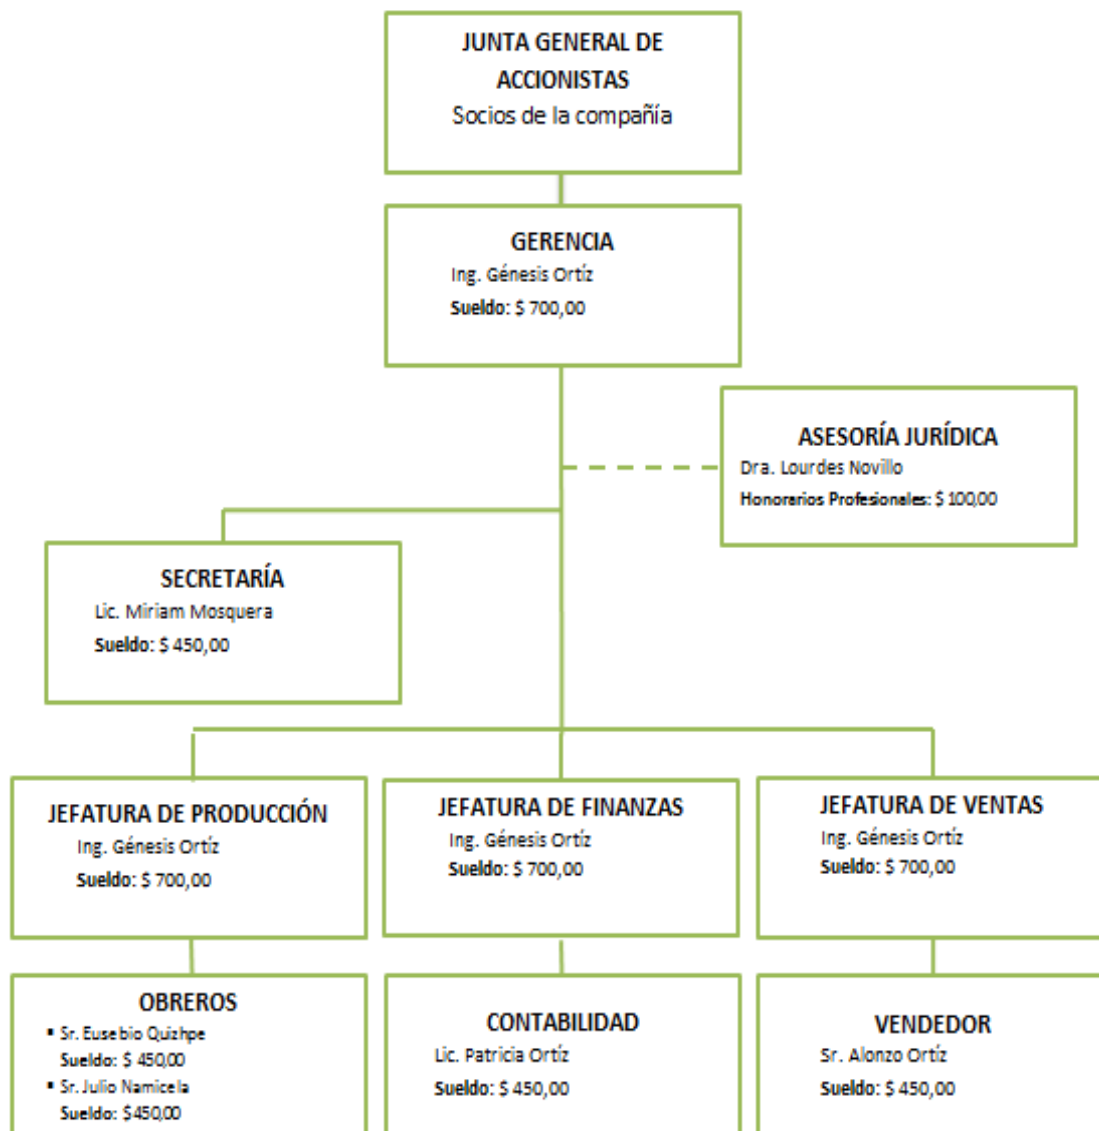 JUNTA GENERAL DE
ACCIONISTAS
Socios de la compañía
GERENCIA
Ing. Génesis Ortíz
Sueldo: $ 700,00
ASESORÍA JURÍDICA
Dra. Lourdes Novillo
Honorarios Profesionales: $ 100,00
SECRETARÍA
Lic. Miriam Mosquera
Sueldo: $ 450,00
JEFATURA DE PRODUCCIÓN
Ing. Génesis Ortíz
Sueldo: $ 700,00
JEFATURA DE FINANZAS
Ing. Génesis Ortíz
Sueldo: $ 700,00
JEFATURA DE VENTAS
Ing. Génesis Ortíz
Sueldo: $ 700,00
OBREROS
▪ Sr. Eusebio Quizhpe
Sueldo: $ 450,00
▪ Sr. Julio Namicela
Sueldo: $450,00
CONTABILIDAD
Lic. Patricia Ortíz
Sueldo: $ 450,00
VENDEDOR
Sr. Alonzo Ortíz
Sueldo: $ 450,00